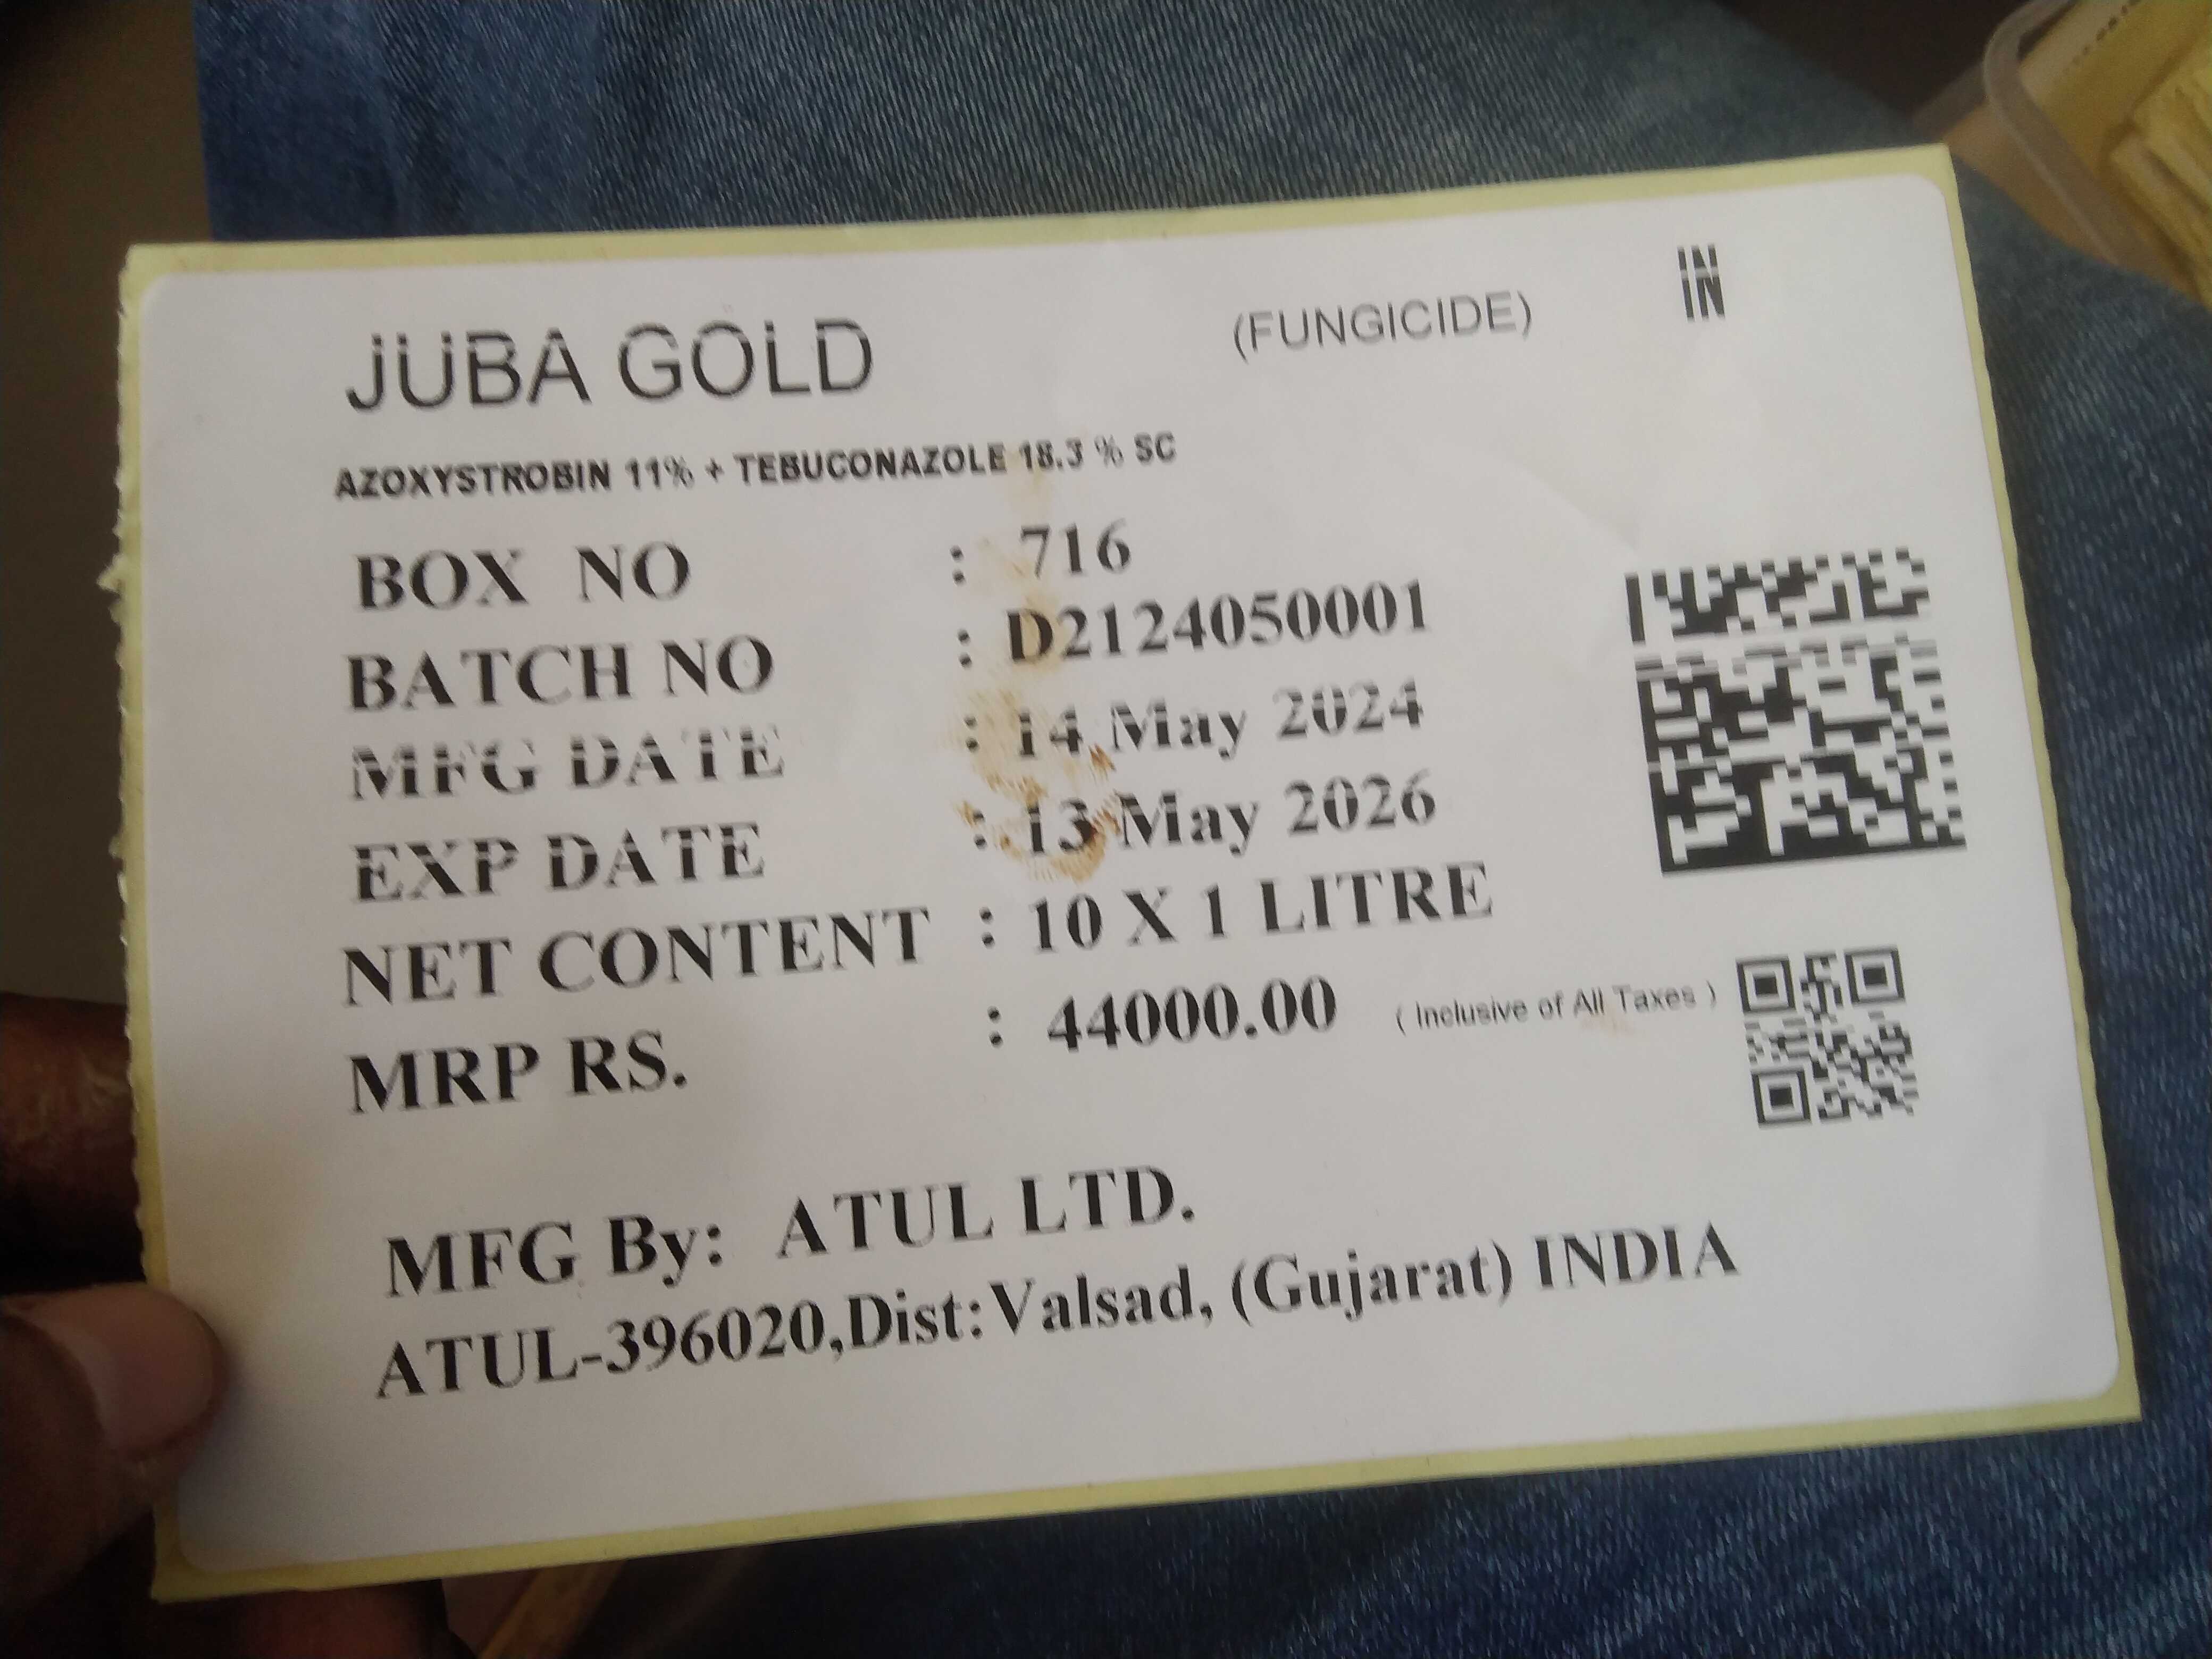 JUBA GOLD (FUNGICIDE) IN
AZOXYSTROBIN 11% + TEBUCONAZOLE 18.3 % SC
BOX NO : 716
BATCH NO : D2124050001
MFG DATE : 14 May 2024
EXP DATE : 13 May 2026
NET CONTENT : 10 X 1 LITRE
MRP RS. : 44000.00 ( Inclusive of All Taxes )
MFG By: ATUL LTD.
ATUL-396020,Dist:Valsad, (Gujarat) INDIA